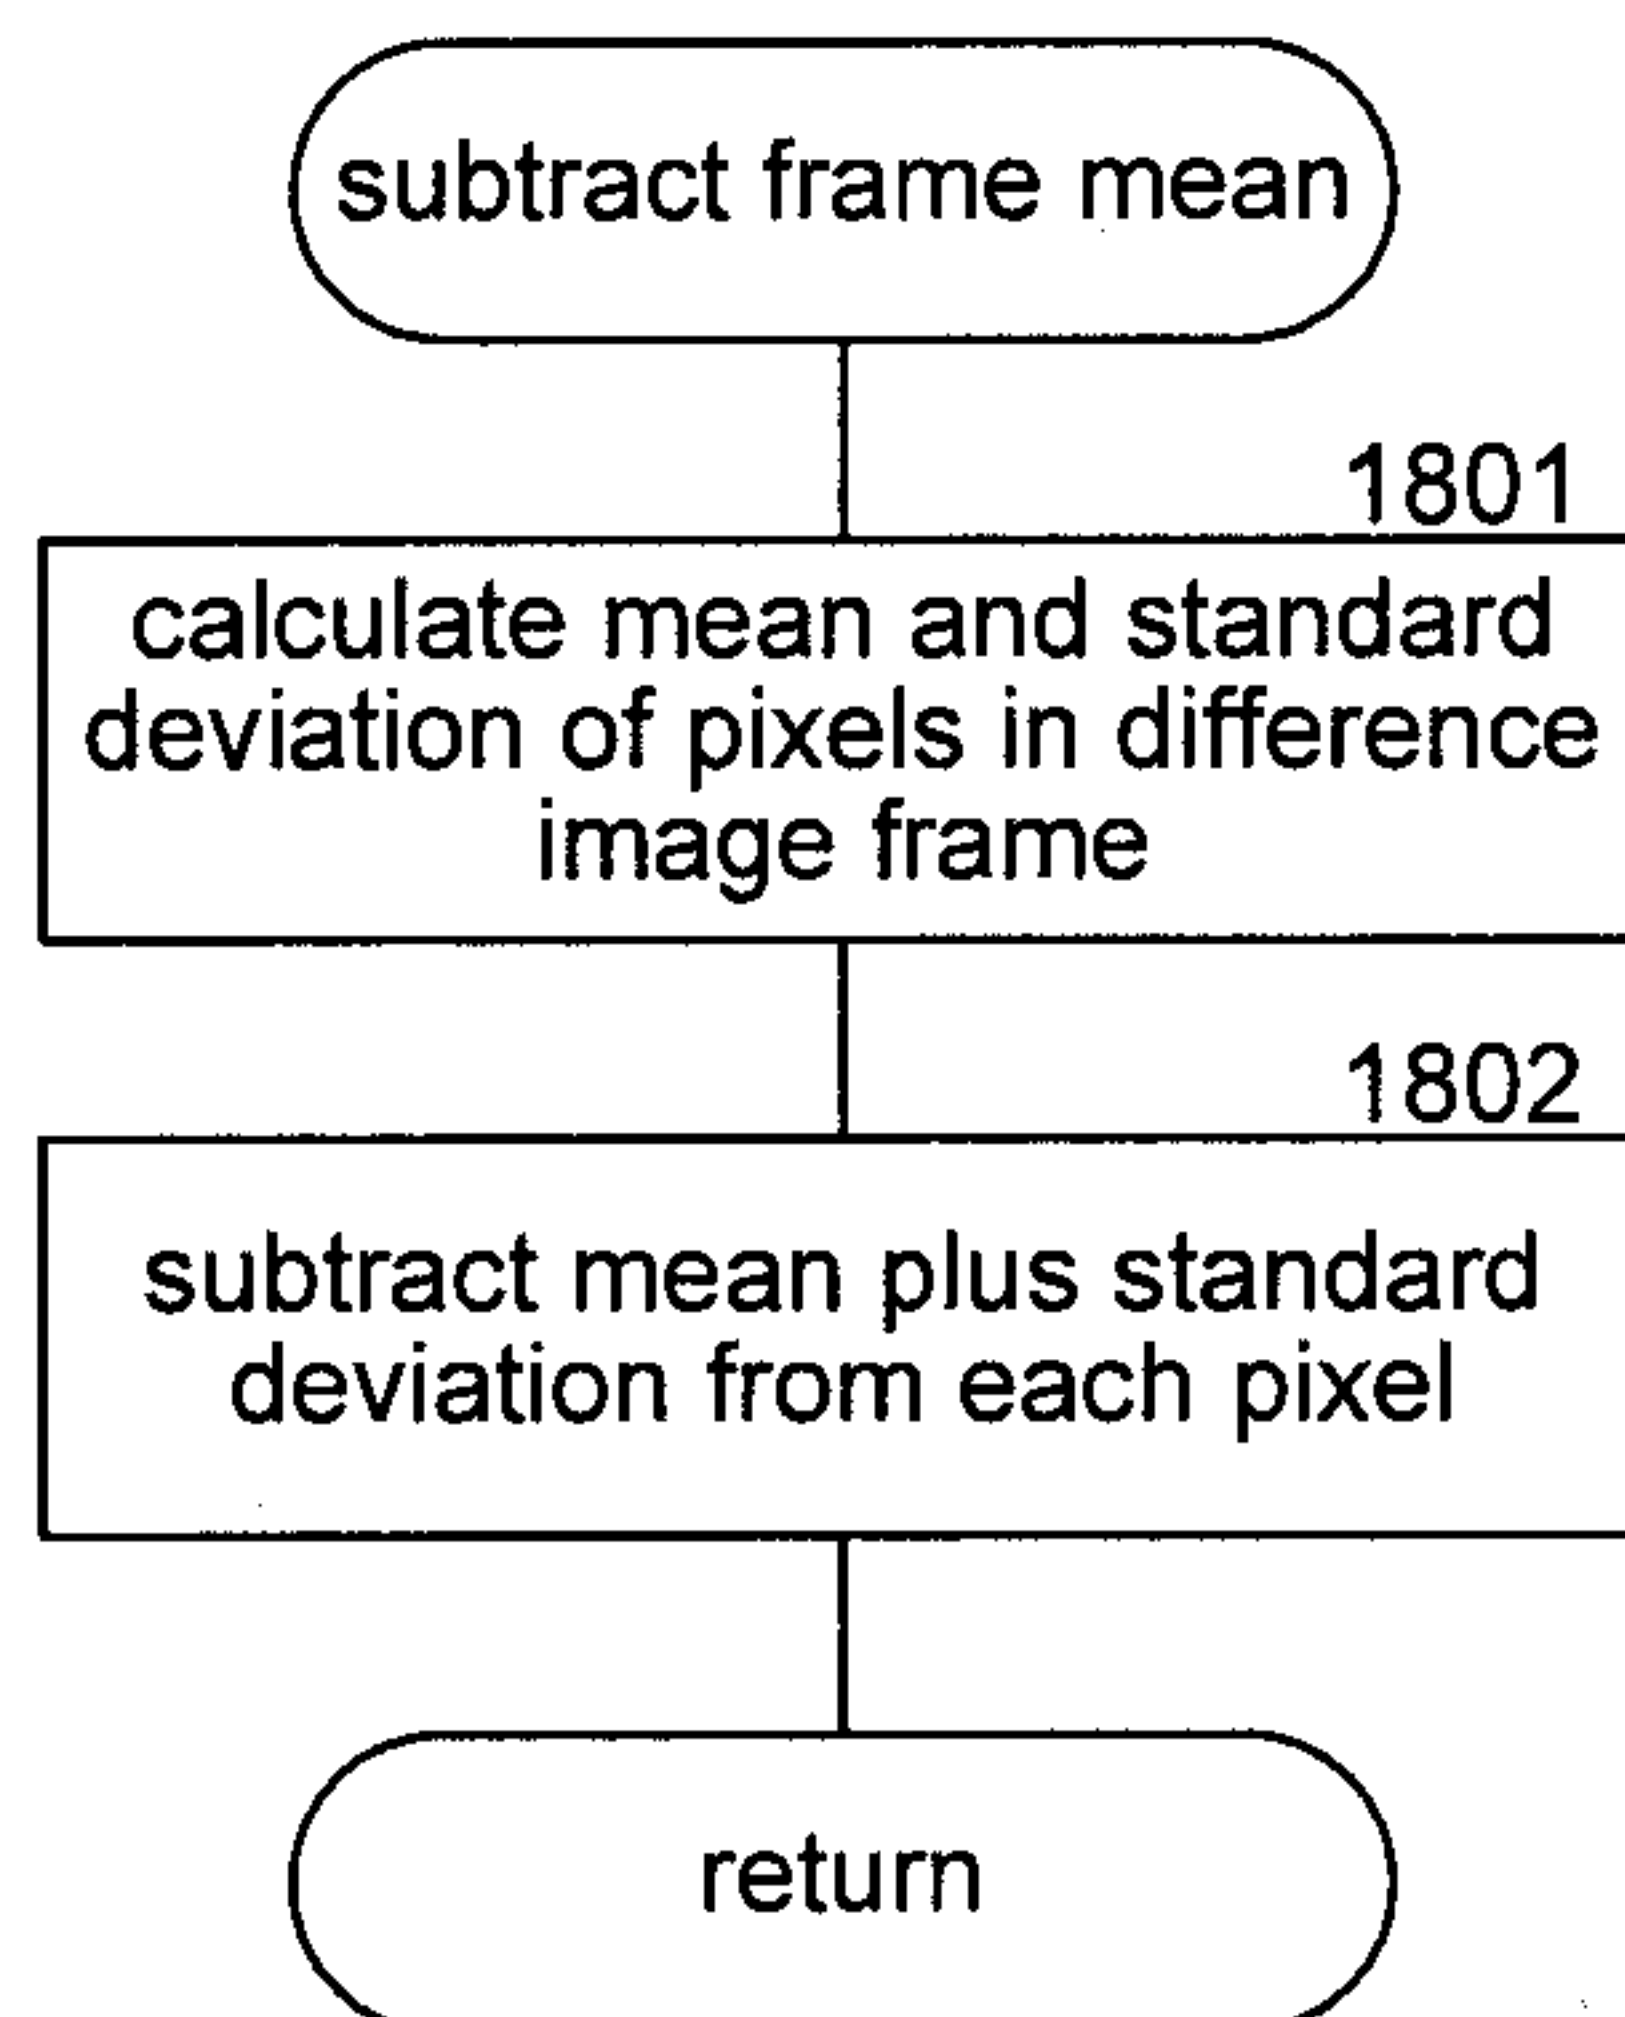 subtract frame mean
1801
calculate mean and standard
deviation of pixels in difference
image frame
1802
subtract mean plus standard
deviation from each pixel
return